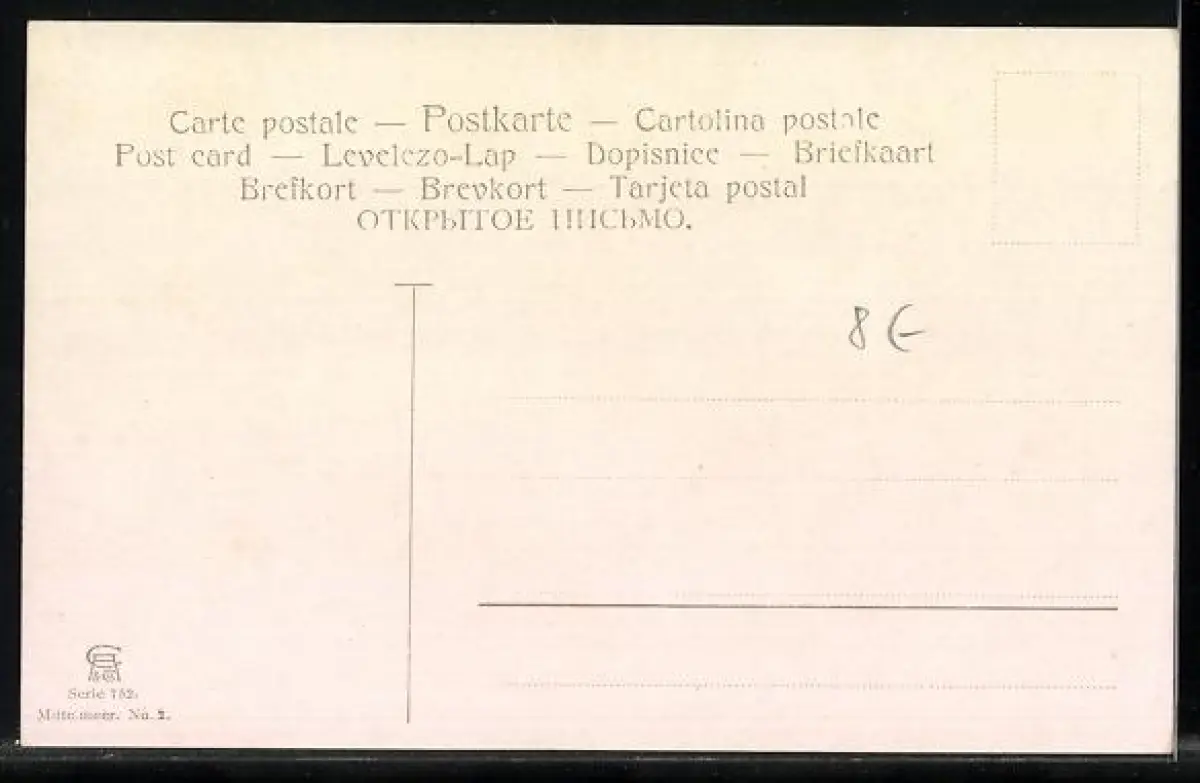 Carte postale — Postkarte — Cartolina postale
Post card — Levelezo-Lap — Dopisnice — Briefkaart
Brefkort — Brevkort — Tarjeta postal
ОТКРЫТОЕ ПИСЬМО.
8 €
Serie 152.
Mittelmeer. No. 2.